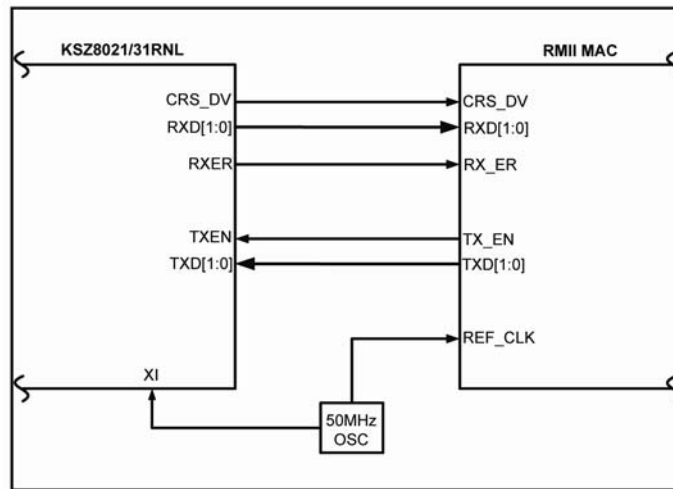 KSZ8021/31RNL
RMII MAC
CRS_DV
CRS_DV
RXD[1:0]
RXD[1:0]
RXER
RX_ER
TXEN
TX_EN
TXD[1:0]
TXD[1:0]
REF_CLK
XI
50MHz
OSC